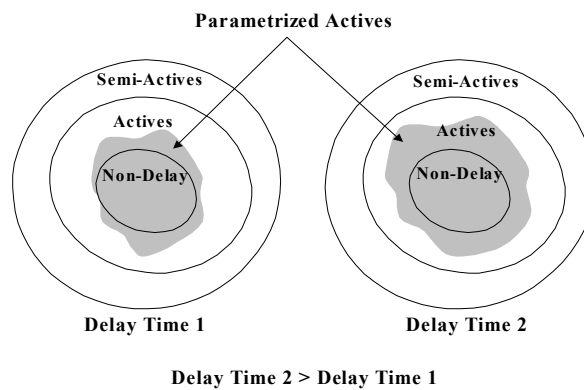 Parametrized Actives
Semi-Actives
Actives
Non-Delay
Delay Time 1
Semi-Actives
Actives
Non-Delay
Delay Time 2
Delay Time 2 > Delay Time 1